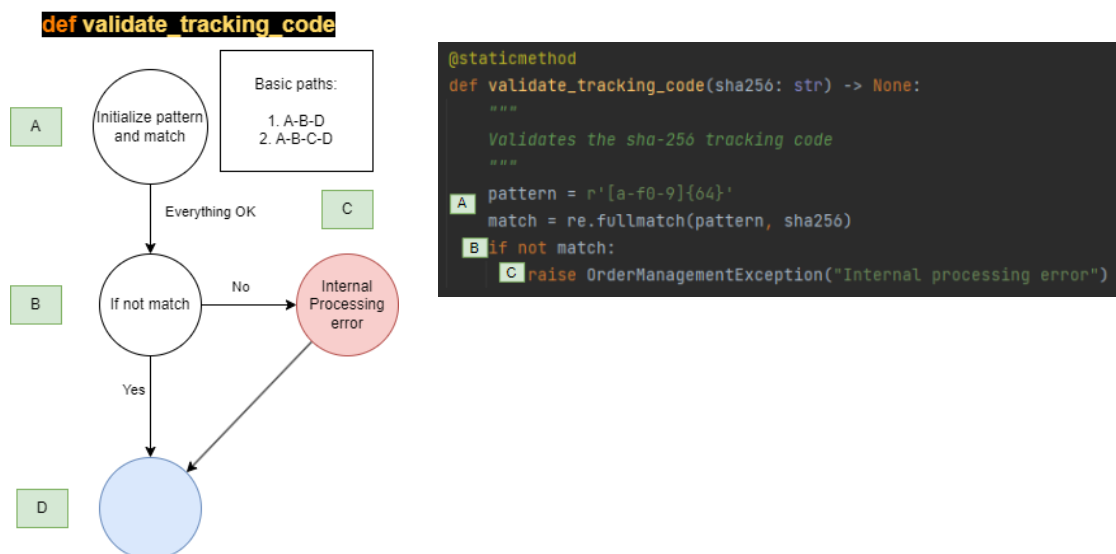 def validate_tracking_code
A
Initialize pattern
and match
Basic paths:
1. A-B-D
2. A-B-C-D
Everything OK
C
B
If not match
No
Internal
Processing
error
Yes
D
@staticmethod
def validate_tracking_code(sha256: str) -> None:
"""
Validates the sha-256 tracking code
"""
A
pattern = r'[a-f0-9]{64}'
match = re.fullmatch(pattern, sha256)
B if not match:
C raise OrderManagementException("Internal processing error")